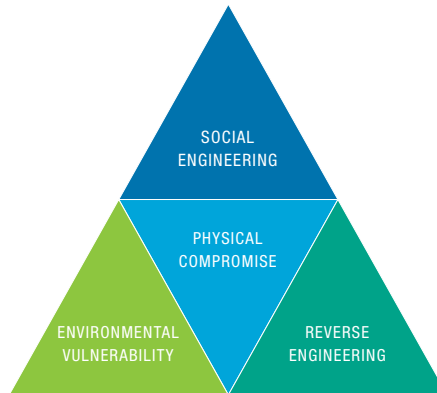 SOCIAL
ENGINEERING
PHYSICAL
COMPROMISE
ENVIRONMENTAL
VULNERABILITY
REVERSE
ENGINEERING